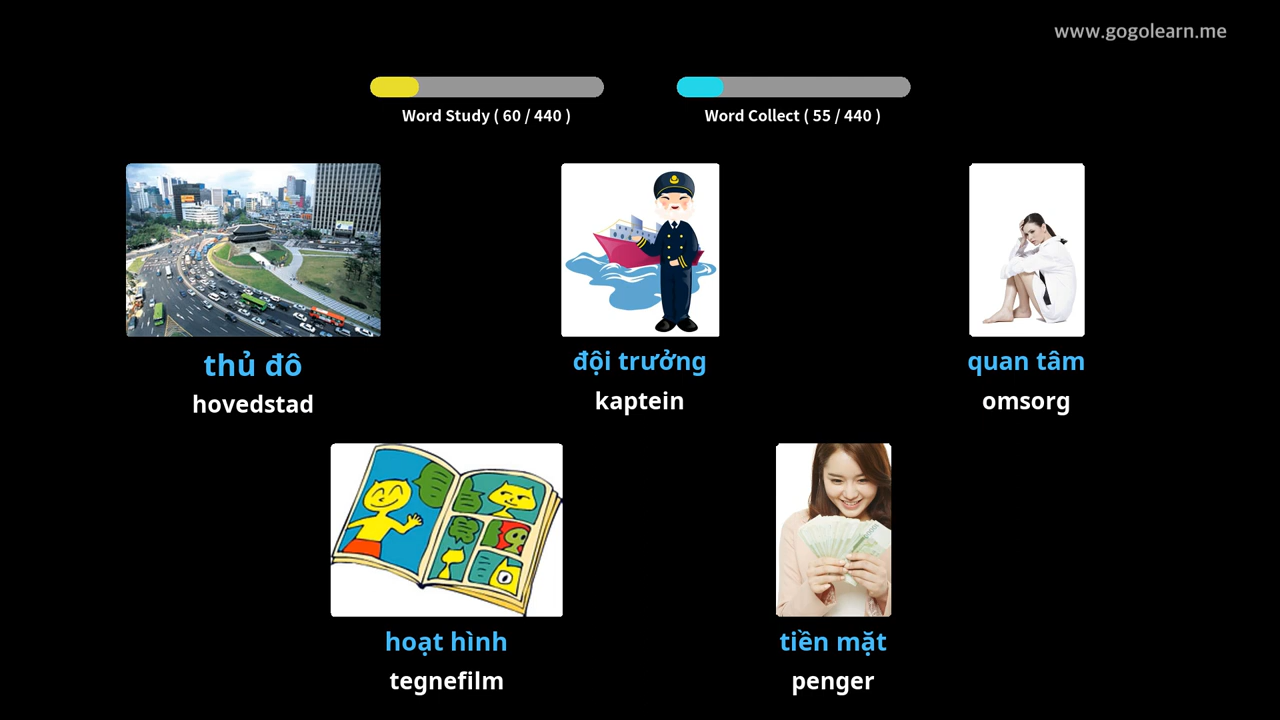 www.gogolearn.me
Word Study ( 60 / 440 )
Word Collect ( 55 / 440 )
thủ đô
hovedstad
đội trưởng
kaptein
quan tâm
omsorg
hoạt hình
tegnefilm
tiền mặt
penger